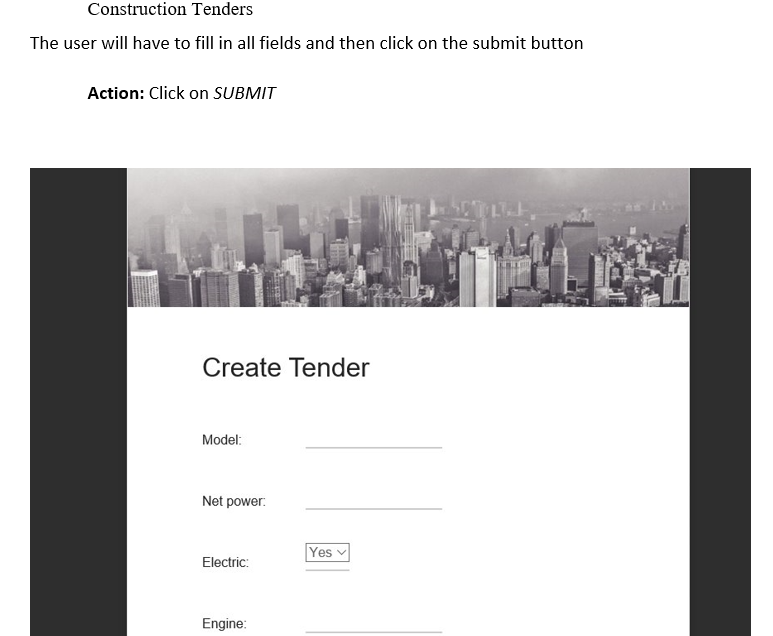 Construction Tenders
The user will have to fill in all fields and then click on the submit button
Action: Click on SUBMIT
Create Tender
Model:
Net power:
Yes
Electric:
Engine: